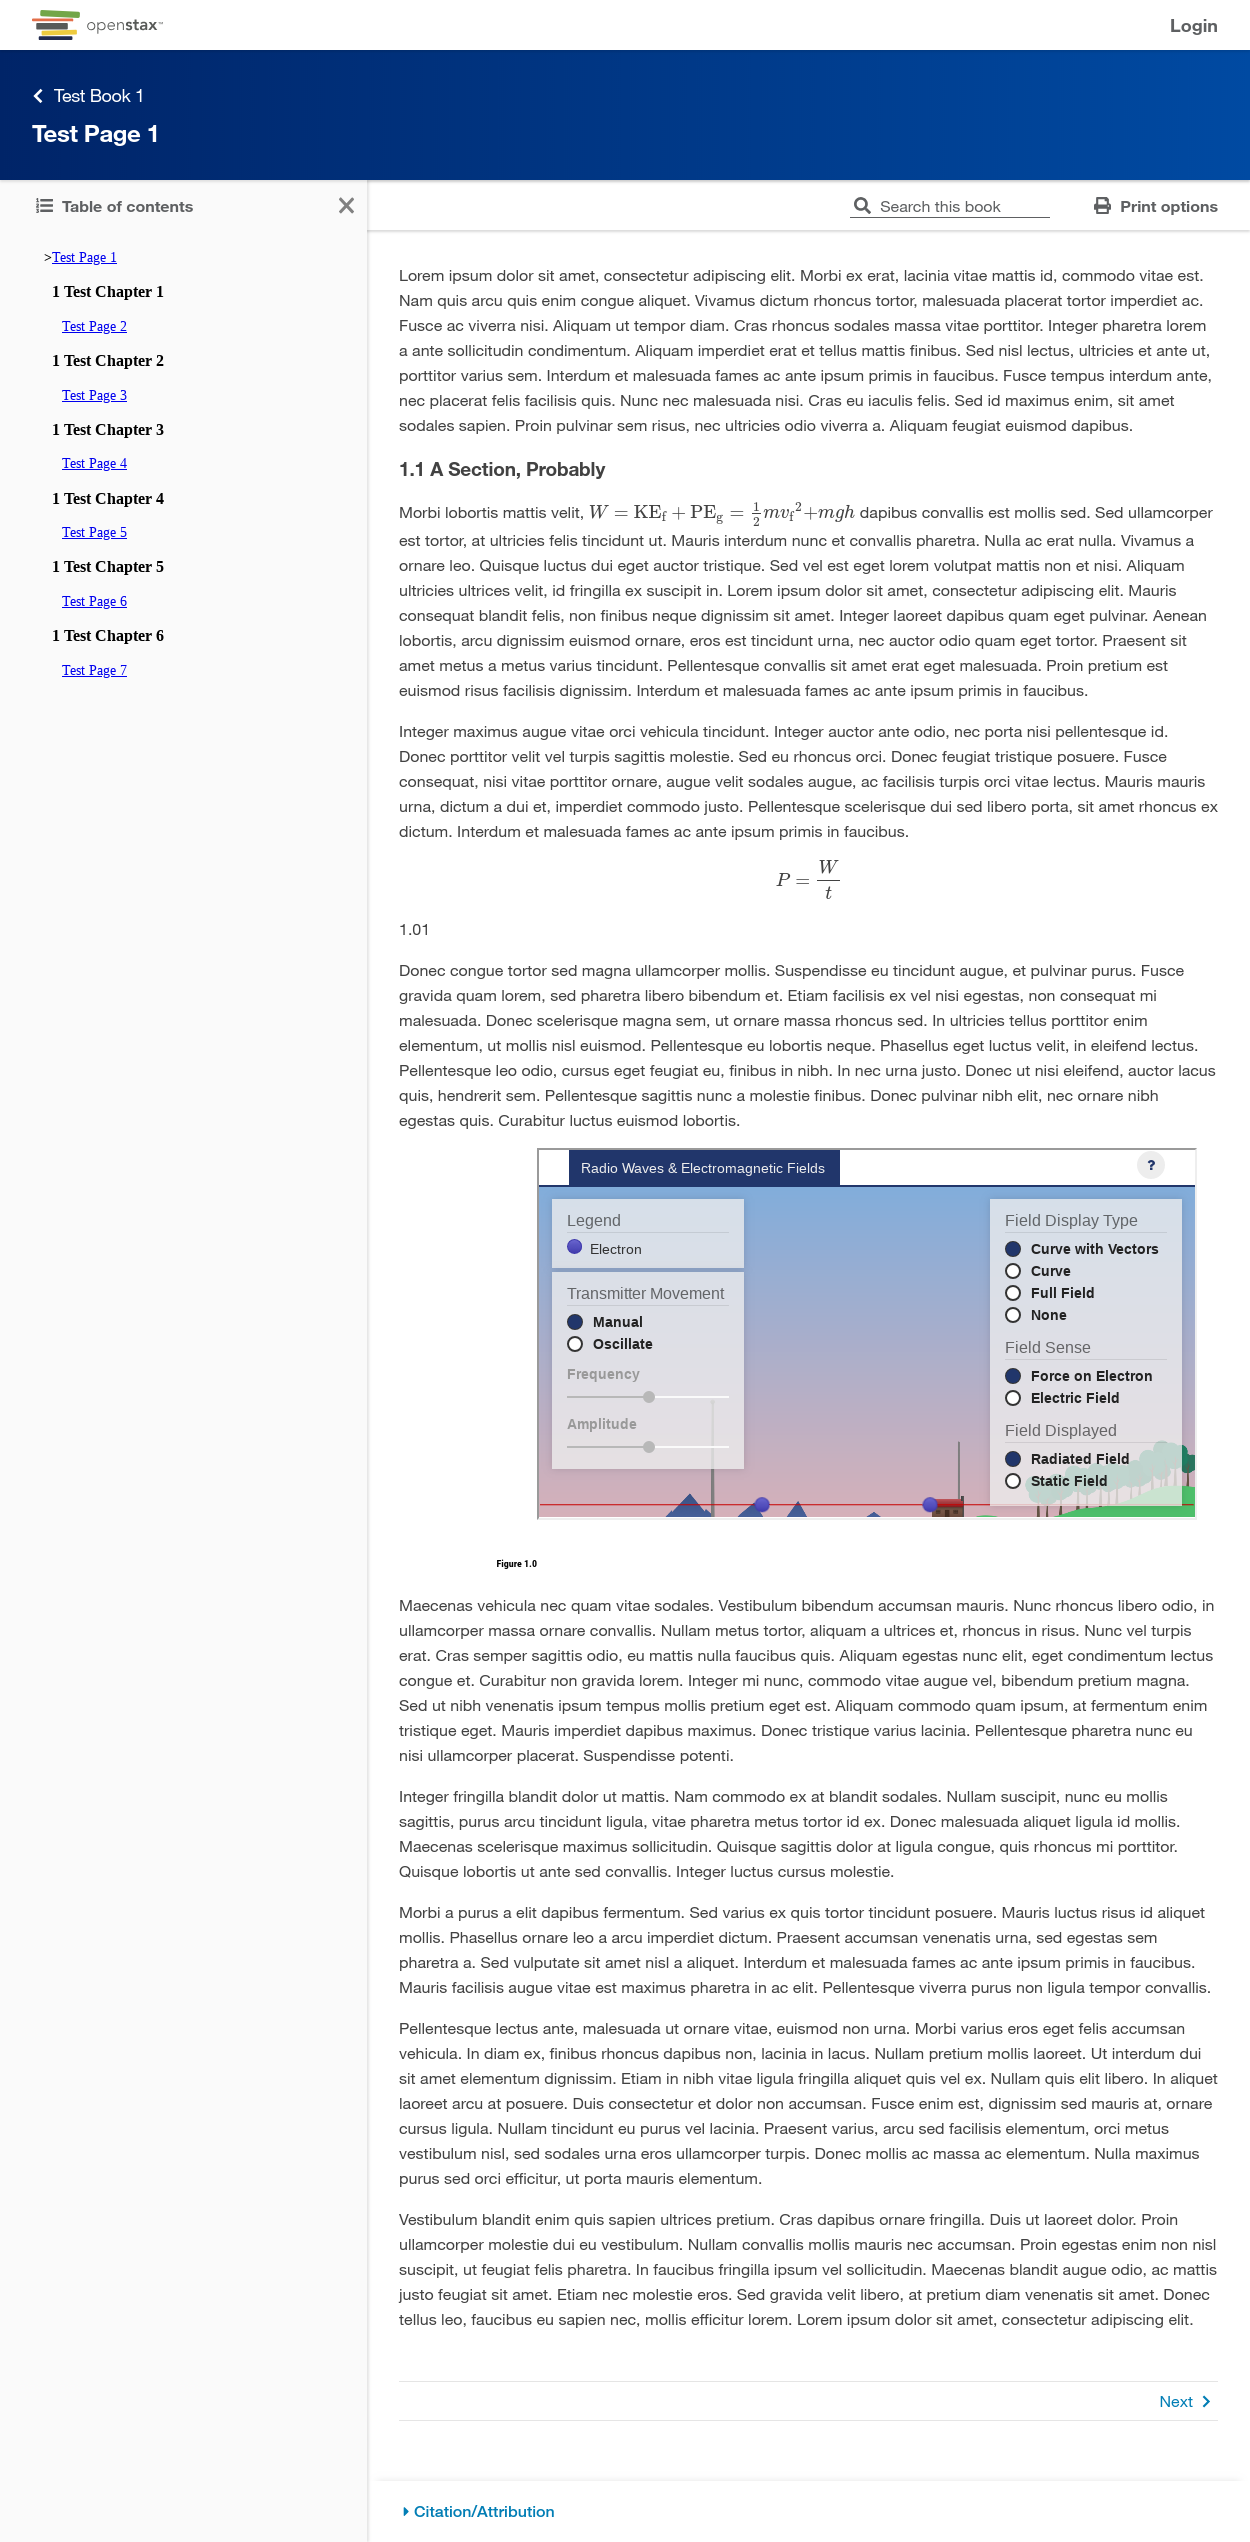 openstax™
Login
Test Book 1
Test Page 1
Table of contents
Search this book
Print options
>Test Page 1
1 Test Chapter 1
Test Page 2
1 Test Chapter 2
Test Page 3
1 Test Chapter 3
Test Page 4
1 Test Chapter 4
Test Page 5
1 Test Chapter 5
Test Page 6
1 Test Chapter 6
Test Page 7
Lorem ipsum dolor sit amet, consectetur adipiscing elit. Morbi ex erat, lacinia vitae mattis id, commodo vitae est.
Nam quis arcu quis enim congue aliquet. Vivamus dictum rhoncus tortor, malesuada placerat tortor imperdiet ac.
Fusce ac viverra nisi. Aliquam ut tempor diam. Cras rhoncus sodales massa vitae porttitor. Integer pharetra lorem
a ante sollicitudin condimentum. Aliquam imperdiet erat et tellus mattis finibus. Sed nisl lectus, ultricies et ante ut,
porttitor varius sem. Interdum et malesuada fames ac ante ipsum primis in faucibus. Fusce tempus interdum ante,
nec placerat felis facilisis quis. Nunc nec malesuada nisi. Cras eu iaculis felis. Sed id maximus enim, sit amet
sodales sapien. Proin pulvinar sem risus, nec ultricies odio viverra a. Aliquam feugiat euismod dapibus.
1.1 A Section, Probably
Morbi lobortis mattis velit, W = KE_f + PE_g = 1/2 mv_f² + mgh dapibus convallis est mollis sed. Sed ullamcorper
est tortor, at ultricies felis tincidunt ut. Mauris interdum nunc et convallis pharetra. Nulla ac erat nulla. Vivamus a
ornare leo. Quisque luctus dui eget auctor tristique. Sed vel est eget lorem volutpat mattis non et nisi. Aliquam
ultricies ultrices velit, id fringilla ex suscipit in. Lorem ipsum dolor sit amet, consectetur adipiscing elit. Mauris
consequat blandit felis, non finibus neque dignissim sit amet. Integer laoreet dapibus quam eget pulvinar. Aenean
lobortis, arcu dignissim euismod ornare, eros est tincidunt urna, nec auctor odio quam eget tortor. Praesent sit
amet metus a metus varius tincidunt. Pellentesque convallis sit amet erat eget malesuada. Proin pretium est
euismod risus facilisis dignissim. Interdum et malesuada fames ac ante ipsum primis in faucibus.
Integer maximus augue vitae orci vehicula tincidunt. Integer auctor ante odio, nec porta nisi pellentesque id.
Donec porttitor velit vel turpis sagittis molestie. Sed eu rhoncus orci. Donec feugiat tristique posuere. Fusce
consequat, nisi vitae porttitor ornare, augue velit sodales augue, ac facilisis turpis orci vitae lectus. Mauris mauris
urna, dictum a dui et, imperdiet commodo justo. Pellentesque scelerisque dui sed libero porta, sit amet rhoncus ex
dictum. Interdum et malesuada fames ac ante ipsum primis in faucibus.
P = W/t
1.01
Donec congue tortor sed magna ullamcorper mollis. Suspendisse eu tincidunt augue, et pulvinar purus. Fusce
gravida quam lorem, sed pharetra libero bibendum et. Etiam facilisis ex vel nisi egestas, non consequat mi
malesuada. Donec scelerisque magna sem, ut ornare massa rhoncus sed. In ultricies tellus porttitor enim
elementum, ut mollis nisl euismod. Pellentesque eu lobortis neque. Phasellus eget luctus velit, in eleifend lectus.
Pellentesque leo odio, cursus eget feugiat eu, finibus in nibh. In nec urna justo. Donec ut nisi eleifend, auctor lacus
quis, hendrerit sem. Pellentesque sagittis nunc a molestie finibus. Donec pulvinar nibh elit, nec ornare nibh
egestas quis. Curabitur luctus euismod lobortis.
Radio Waves & Electromagnetic Fields
?
Legend
Electron
Transmitter Movement
Manual
Oscillate
Frequency
Amplitude
Field Display Type
Curve with Vectors
Curve
Full Field
None
Field Sense
Force on Electron
Electric Field
Field Displayed
Radiated Field
Static Field
Figure 1.0
Maecenas vehicula nec quam vitae sodales. Vestibulum bibendum accumsan mauris. Nunc rhoncus libero odio, in
ullamcorper massa ornare convallis. Nullam metus tortor, aliquam a ultrices et, rhoncus in risus. Nunc vel turpis
erat. Cras semper sagittis odio, eu mattis nulla faucibus quis. Aliquam egestas nunc elit, eget condimentum lectus
congue et. Curabitur non gravida lorem. Integer mi nunc, commodo vitae augue vel, bibendum pretium magna.
Sed ut nibh venenatis ipsum tempus mollis pretium eget est. Aliquam commodo quam ipsum, at fermentum enim
tristique eget. Mauris imperdiet dapibus maximus. Donec tristique varius lacinia. Pellentesque pharetra nunc eu
nisi ullamcorper placerat. Suspendisse potenti.
Integer fringilla blandit dolor ut mattis. Nam commodo ex at blandit sodales. Nullam suscipit, nunc eu mollis
sagittis, purus arcu tincidunt ligula, vitae pharetra metus tortor id ex. Donec malesuada aliquet ligula id mollis.
Maecenas scelerisque maximus sollicitudin. Quisque sagittis dolor at ligula congue, quis rhoncus mi porttitor.
Quisque lobortis ut ante sed convallis. Integer luctus cursus molestie.
Morbi a purus a elit dapibus fermentum. Sed varius ex quis tortor tincidunt posuere. Mauris luctus risus id aliquet
mollis. Phasellus ornare leo a arcu imperdiet dictum. Praesent accumsan venenatis urna, sed egestas sem
pharetra a. Sed vulputate sit amet nisl a aliquet. Interdum et malesuada fames ac ante ipsum primis in faucibus.
Mauris facilisis augue vitae est maximus pharetra in ac elit. Pellentesque viverra purus non ligula tempor convallis.
Pellentesque lectus ante, malesuada ut ornare vitae, euismod non urna. Morbi varius eros eget felis accumsan
vehicula. In diam ex, finibus rhoncus dapibus non, lacinia in lacus. Nullam pretium mollis laoreet. Ut interdum dui
sit amet elementum dignissim. Etiam in nibh vitae ligula fringilla aliquet quis vel ex. Nullam quis elit libero. In aliquet
laoreet arcu at posuere. Duis consectetur et dolor non accumsan. Fusce enim est, dignissim sed mauris at, ornare
cursus ligula. Nullam tincidunt eu purus vel lacinia. Praesent varius, arcu sed facilisis elementum, orci metus
vestibulum nisl, sed sodales urna eros ullamcorper turpis. Donec mollis ac massa ac elementum. Nulla maximus
purus sed orci efficitur, ut porta mauris elementum.
Vestibulum blandit enim quis sapien ultrices pretium. Cras dapibus ornare fringilla. Duis ut laoreet dolor. Proin
ullamcorper molestie dui eu vestibulum. Nullam convallis mollis mauris nec accumsan. Proin egestas enim non nisl
suscipit, ut feugiat felis pharetra. In faucibus fringilla ipsum vel sollicitudin. Maecenas blandit augue odio, ac mattis
justo feugiat sit amet. Etiam nec molestie eros. Sed gravida velit libero, at pretium diam venenatis sit amet. Donec
tellus leo, faucibus eu sapien nec, mollis efficitur lorem. Lorem ipsum dolor sit amet, consectetur adipiscing elit.
Next
Citation/Attribution